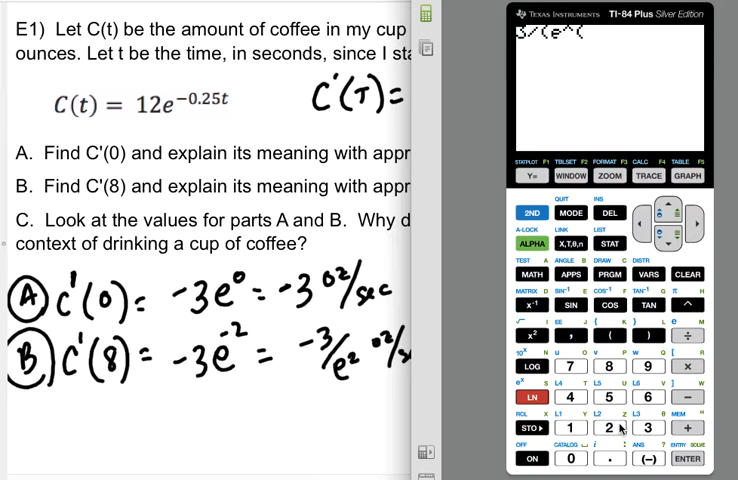 E1) Let C(t) be the amount of coffee in my cup
ounces. Let t be the time, in seconds, since I sta
C(t) = 12e^-0.25t
C'(T)=
A. Find C'(0) and explain its meaning with appr
B. Find C'(8) and explain its meaning with appr
C. Look at the values for parts A and B. Why d
context of drinking a cup of coffee?
A C'(0) = -3e^0 = -3 oz/sec
B C'(8) = -3e^-2 = -3/e^2 oz/s
TEXAS INSTRUMENTS TI-84 Plus Silver Edition
3/(e^(
STATPLOT F1 TBLSET F2 FORMAT F3 CALC F4 TABLE F5
Y= WINDOW ZOOM TRACE GRAPH
QUIT INS
2ND MODE DEL
A-LOCK LINK LIST
ALPHA X,T,θ,n STAT
TEST A ANGLE B DRAW C DISTR
MATH APPS PRGM VARS CLEAR
MATRIX D SIN⁻¹ E COS⁻¹ F TAN⁻¹ G π H
x⁻¹ SIN COS TAN ^
√ I EE J { K } L e M
x² , ( ) ÷
10ˣ N u O v P w Q [ R
LOG 7 8 9 ×
eˣ S L4 T L5 U L6 V ] W
LN 4 5 6 −
RCL X L1 Y L2 Z L3 θ MEM "
STO▶ 1 2 3 +
OFF CATALOG ␣ i : ANS ? ENTRY SOLVE
ON 0 . (−) ENTER